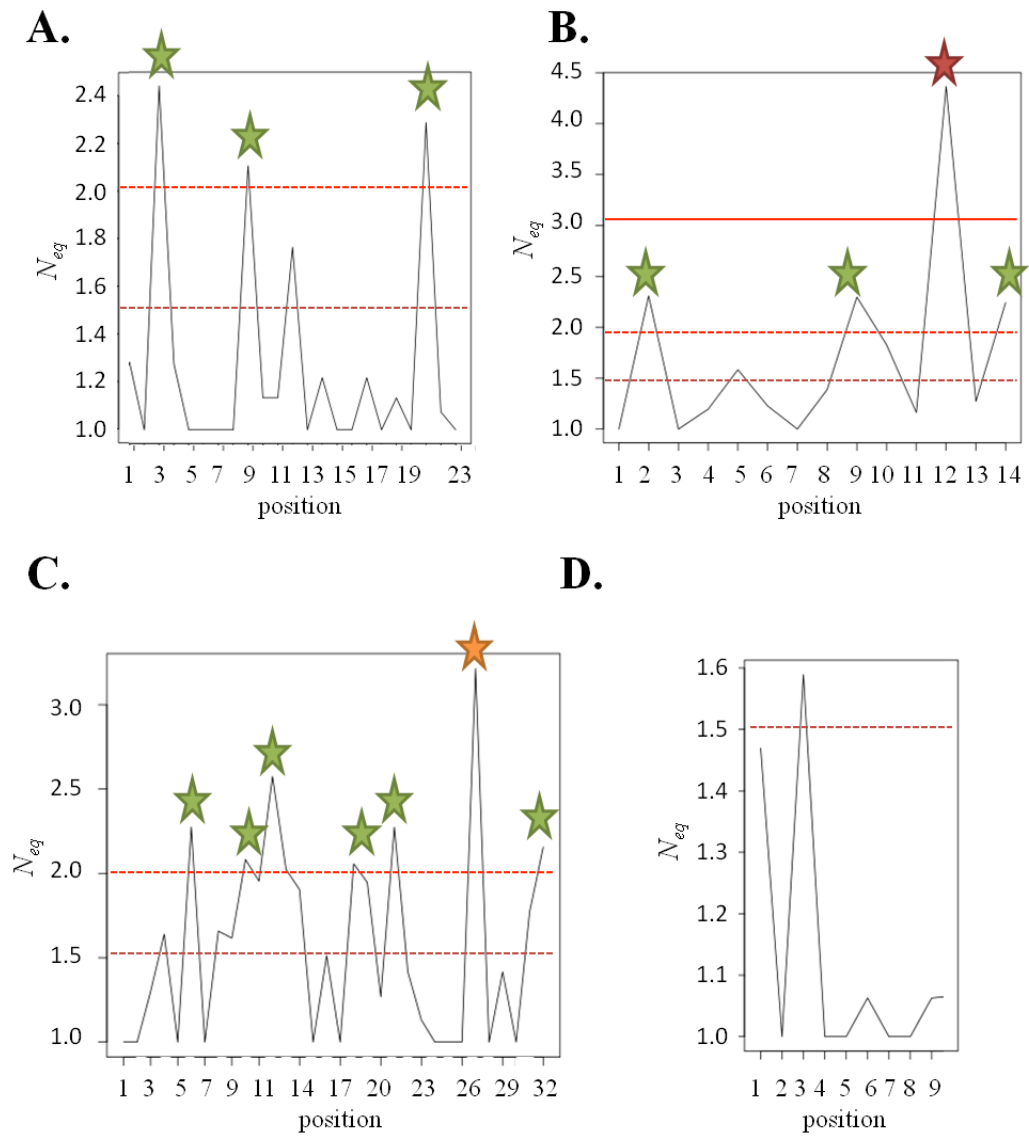 A.
B.
2.4
2.2
2.0
1.8
1.6
1.4
1.2
1.0
Neq
1 3 5 7 9 11 13 15 17 19 23
position
4.5
4.0
3.5
3.0
2.5
2.0
1.5
1.0
Neq
1 2 3 4 5 6 7 8 9 10 11 12 13 14
position
C.
D.
3.0
2.5
2.0
1.5
1.0
Neq
1 3 5 7 9 11 14 17 20 23 26 29 32
position
1.6
1.5
1.4
1.3
1.2
1.1
1.0
Neq
1 2 3 4 5 6 7 8 9
position